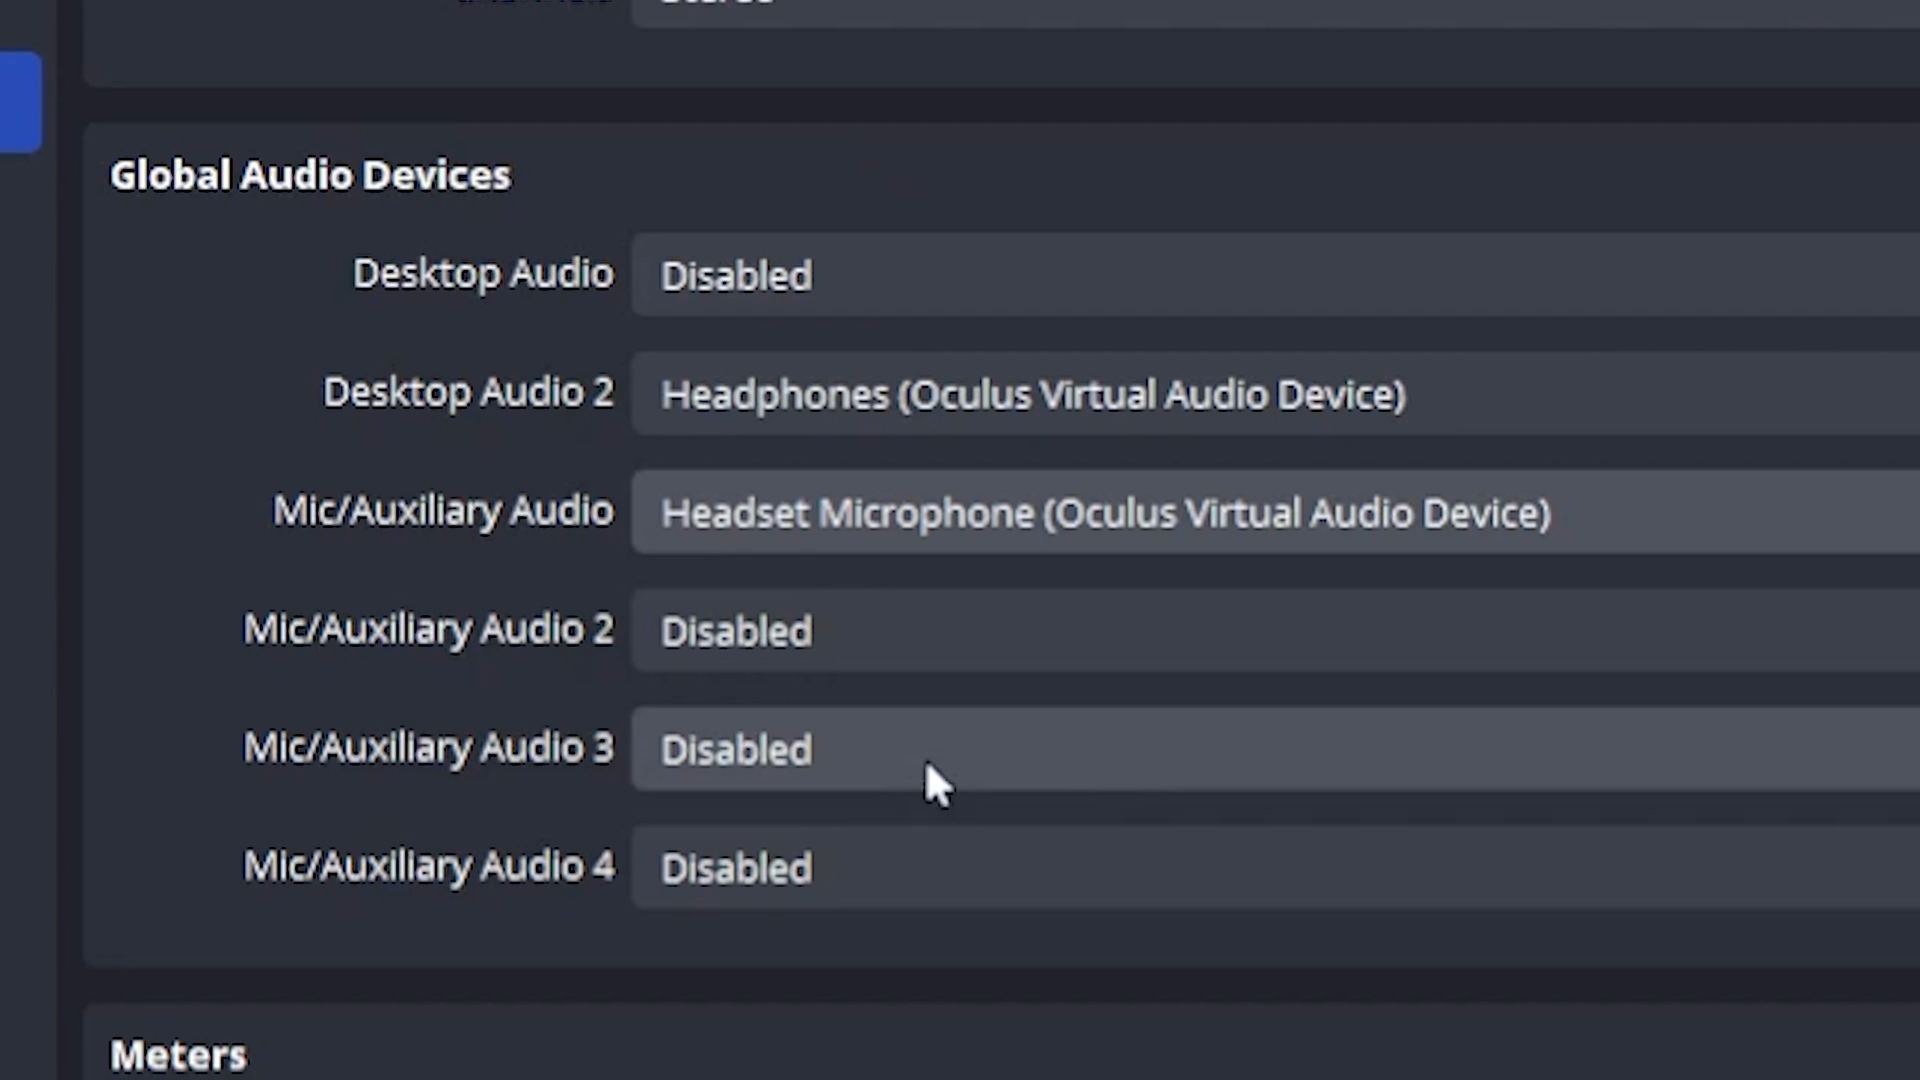 Global Audio Devices
Desktop Audio Disabled
Desktop Audio 2 Headphones (Oculus Virtual Audio Device)
Mic/Auxiliary Audio Headset Microphone (Oculus Virtual Audio Device)
Mic/Auxiliary Audio 2 Disabled
Mic/Auxiliary Audio 3 Disabled
Mic/Auxiliary Audio 4 Disabled
Meters